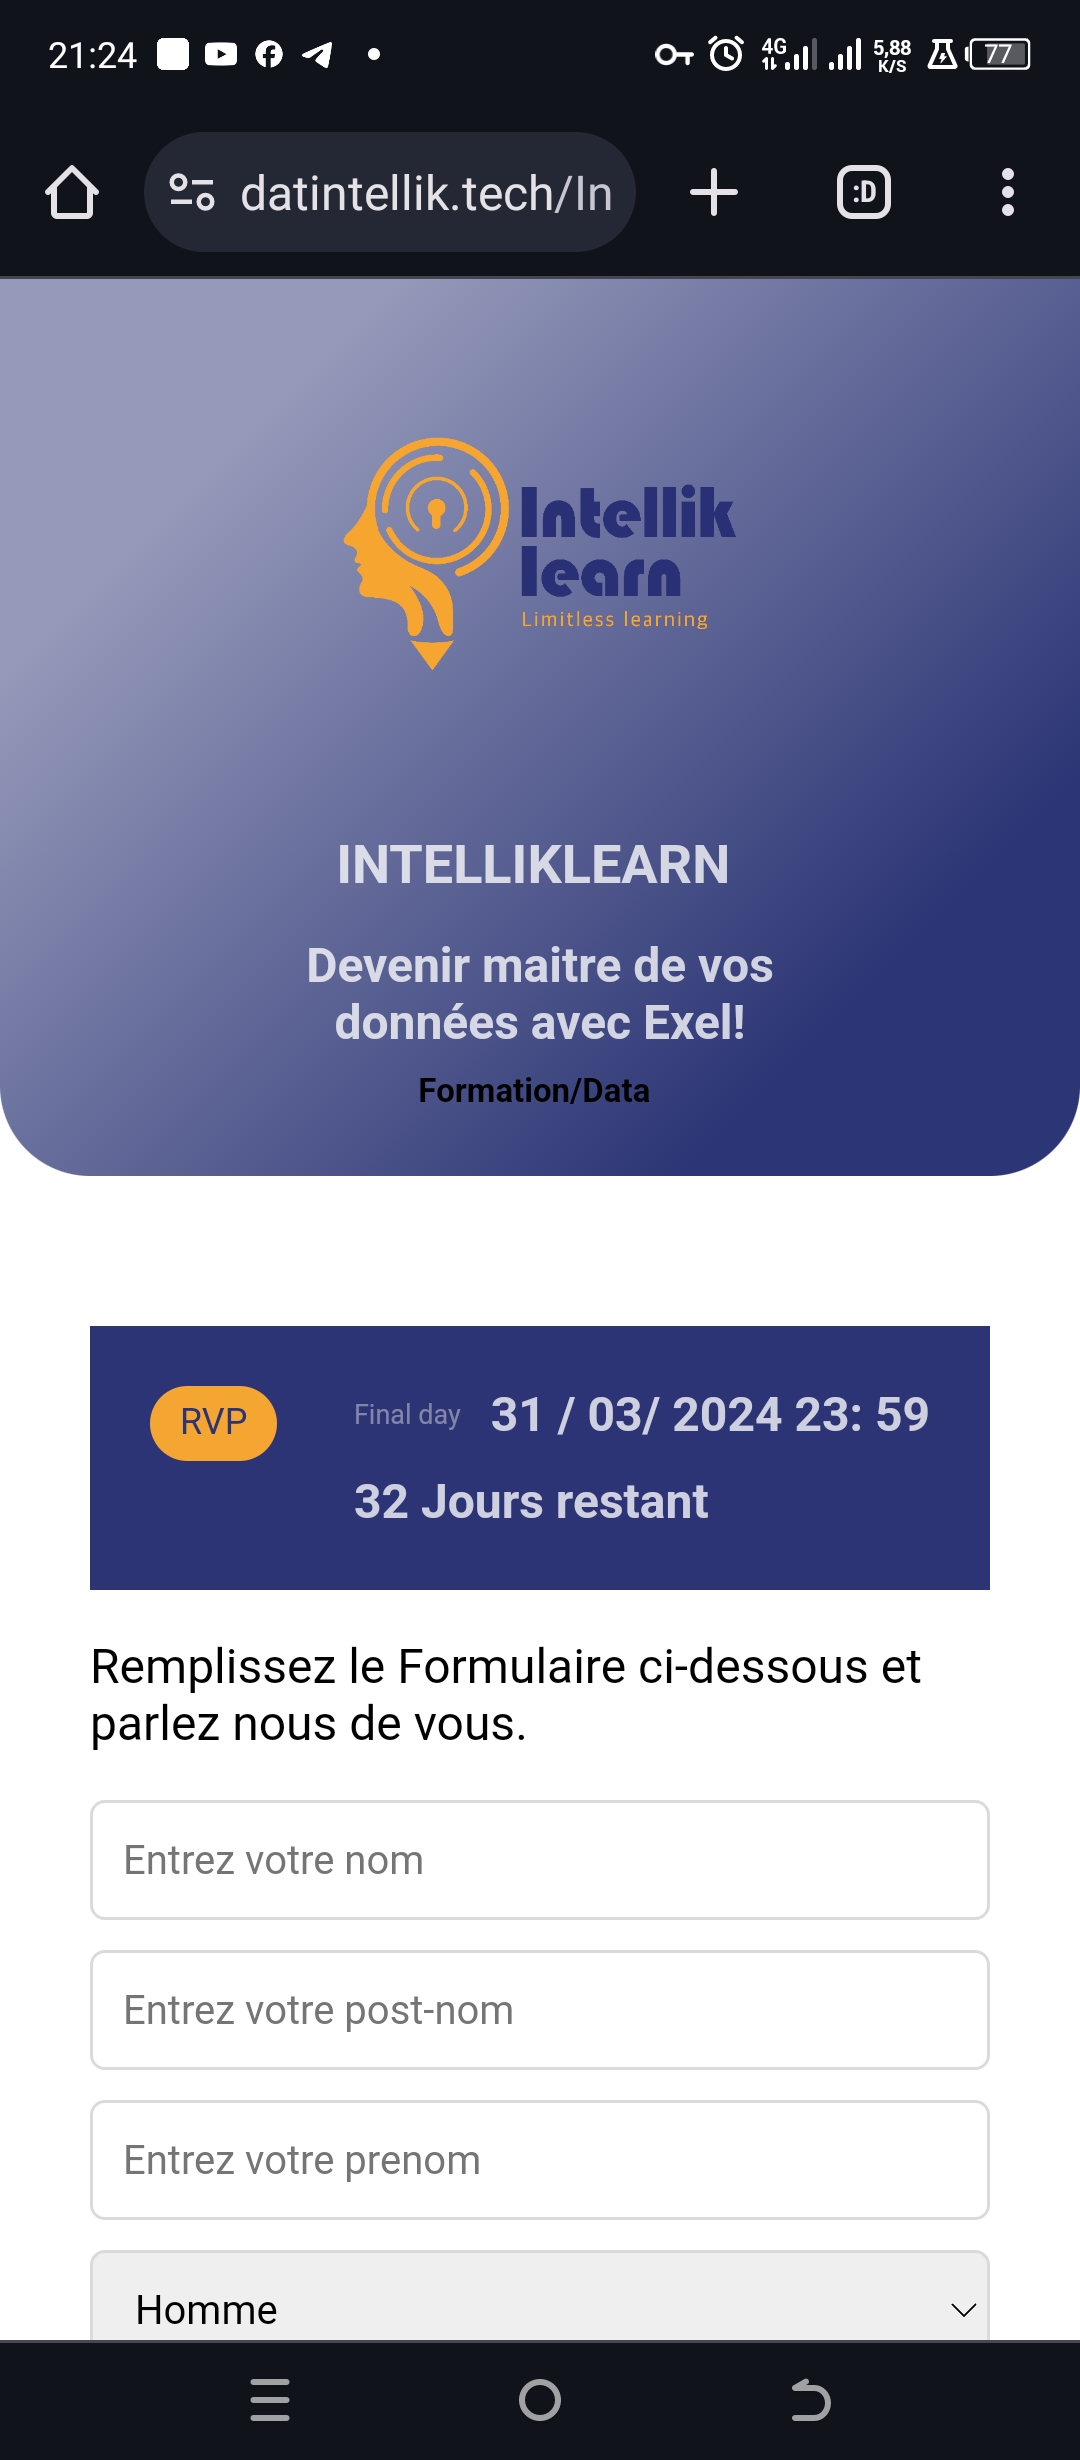 21:24
4G
5,88
K/S
77
datintellik.tech/In
:D
Intellik
learn
Limitless learning
INTELLIKLEARN
Devenir maitre de vos
données avec Exel!
Formation/Data
RVP
Final day 31 / 03/ 2024 23: 59
32 Jours restant
Remplissez le Formulaire ci-dessous et
parlez nous de vous.
Entrez votre nom
Entrez votre post-nom
Entrez votre prenom
Homme